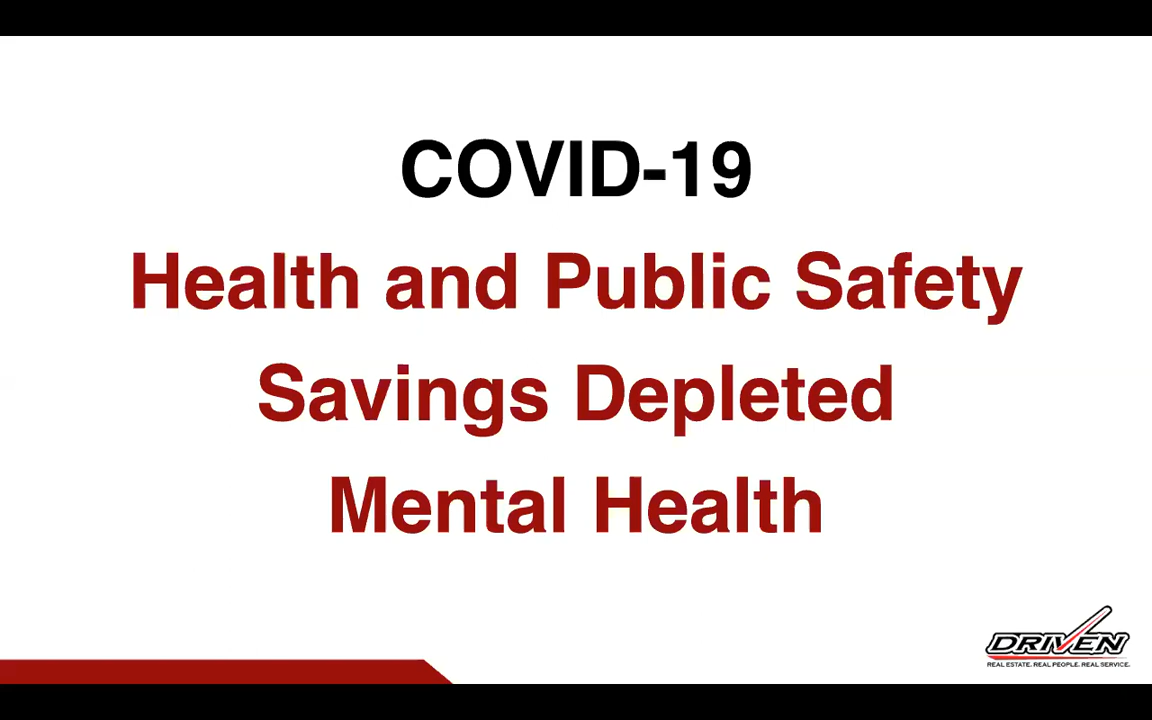 COVID-19
Health and Public Safety
Savings Depleted
Mental Health
DRIVEN
REAL ESTATE. REAL PEOPLE. REAL SERVICE.